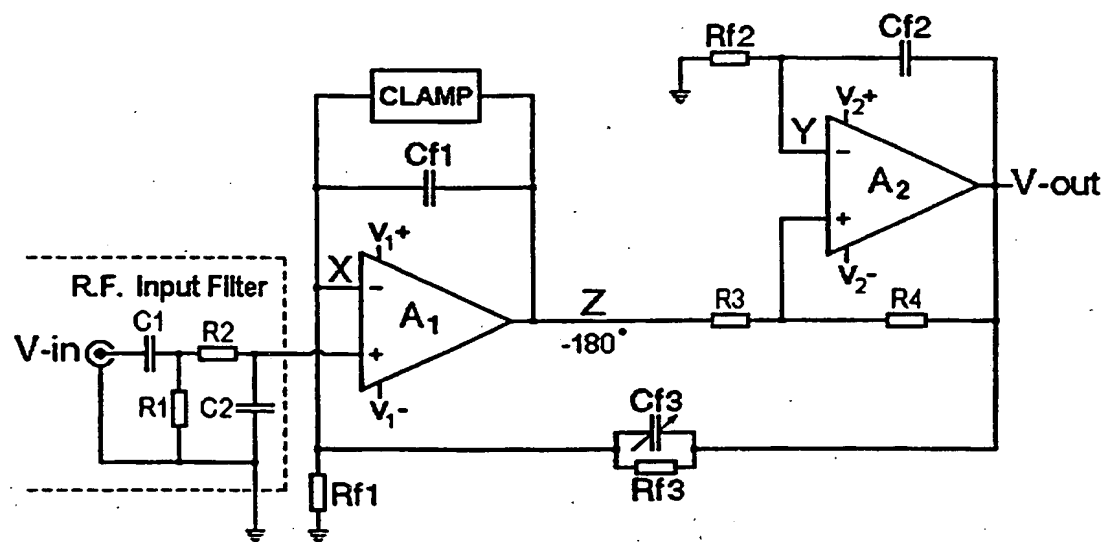 Rf2
Cf2
CLAMP
V2+
Y
−
A2
V-out
Cf1
+
V2-
V1+
X
−
R.F. Input Filter
A1
Z
R3
R4
-180°
C1
R2
V-in
+
V1-
R1
C2
Cf3
Rf3
Rf1